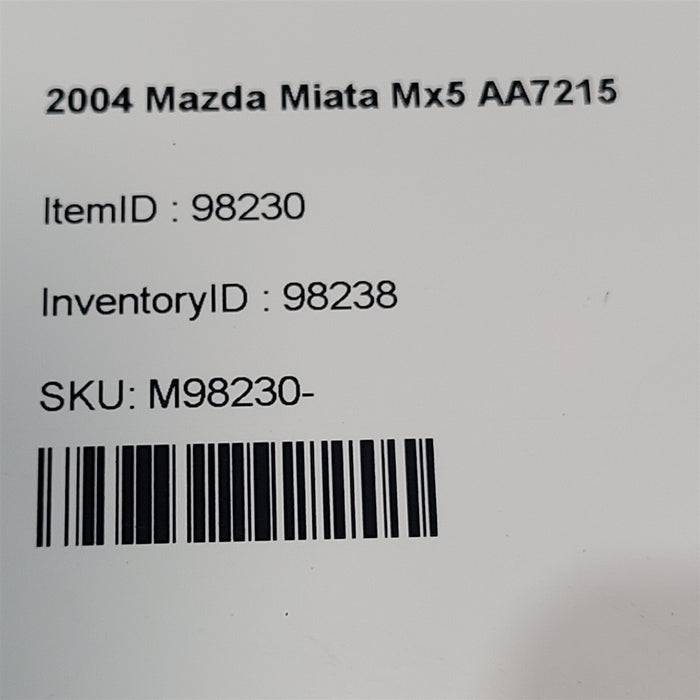 2004 Mazda Miata Mx5 AA7215
ItemID : 98230
InventoryID : 98238
SKU: M98230-